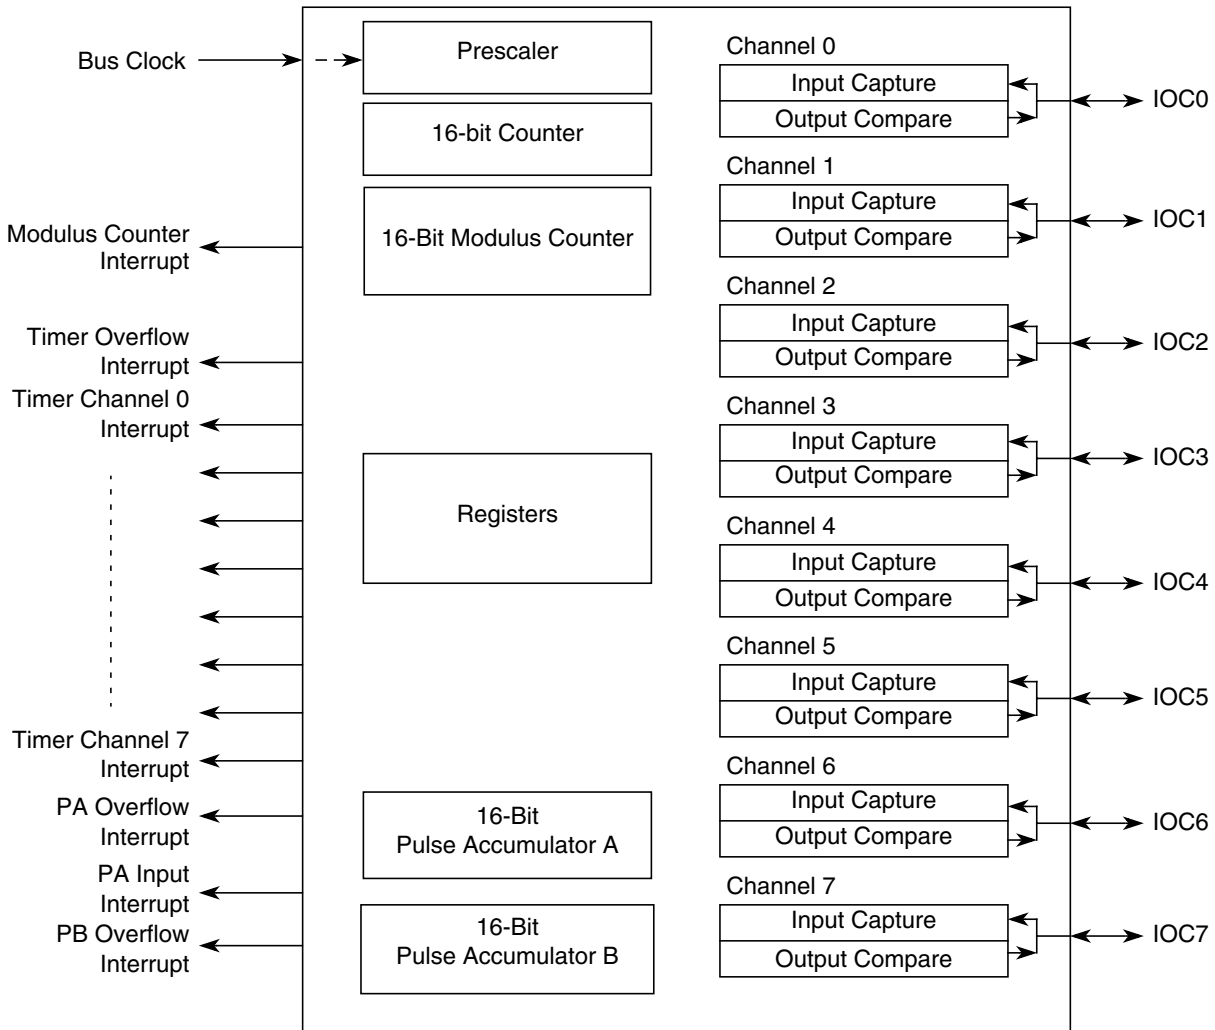 Bus Clock
Modulus Counter
Interrupt
Timer Overflow
Interrupt
Timer Channel 0
Interrupt
Timer Channel 7
Interrupt
PA Overflow
Interrupt
PA Input
Interrupt
PB Overflow
Interrupt
Prescaler
16-bit Counter
16-Bit Modulus Counter
Registers
16-Bit
Pulse Accumulator A
16-Bit
Pulse Accumulator B
Channel 0
Input Capture
Output Compare
IOC0
Channel 1
Input Capture
Output Compare
IOC1
Channel 2
Input Capture
Output Compare
IOC2
Channel 3
Input Capture
Output Compare
IOC3
Channel 4
Input Capture
Output Compare
IOC4
Channel 5
Input Capture
Output Compare
IOC5
Channel 6
Input Capture
Output Compare
IOC6
Channel 7
Input Capture
Output Compare
IOC7